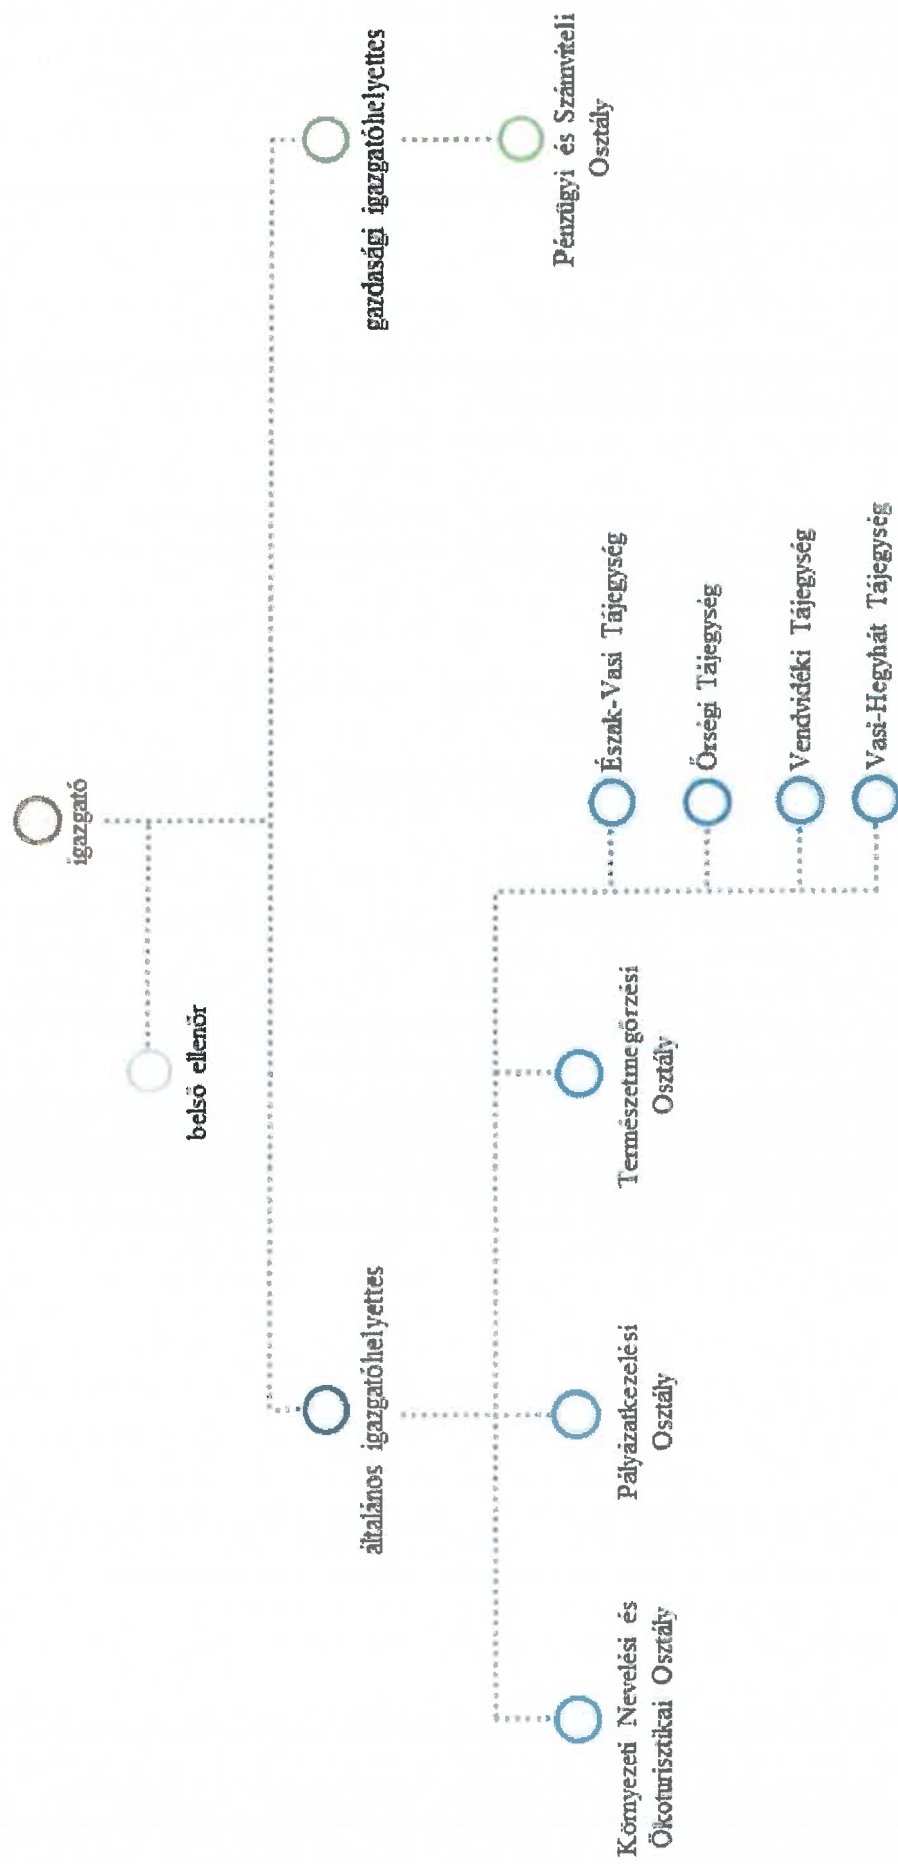 igazgató
belső ellenőr
általános igazgatóhelyettes
gazdasági igazgatóhelyettes
Környezeti Nevelési és
Ökoturisztikai Osztály
Pályázatkezelési
Osztály
Természetmegőrzési
Osztály
Észak-Vasi Tájegység
Őrségi Tájegység
Vendvidéki Tájegység
Vasi-Hegyhát Tájegység
Pénzügyi és Számviteli
Osztály